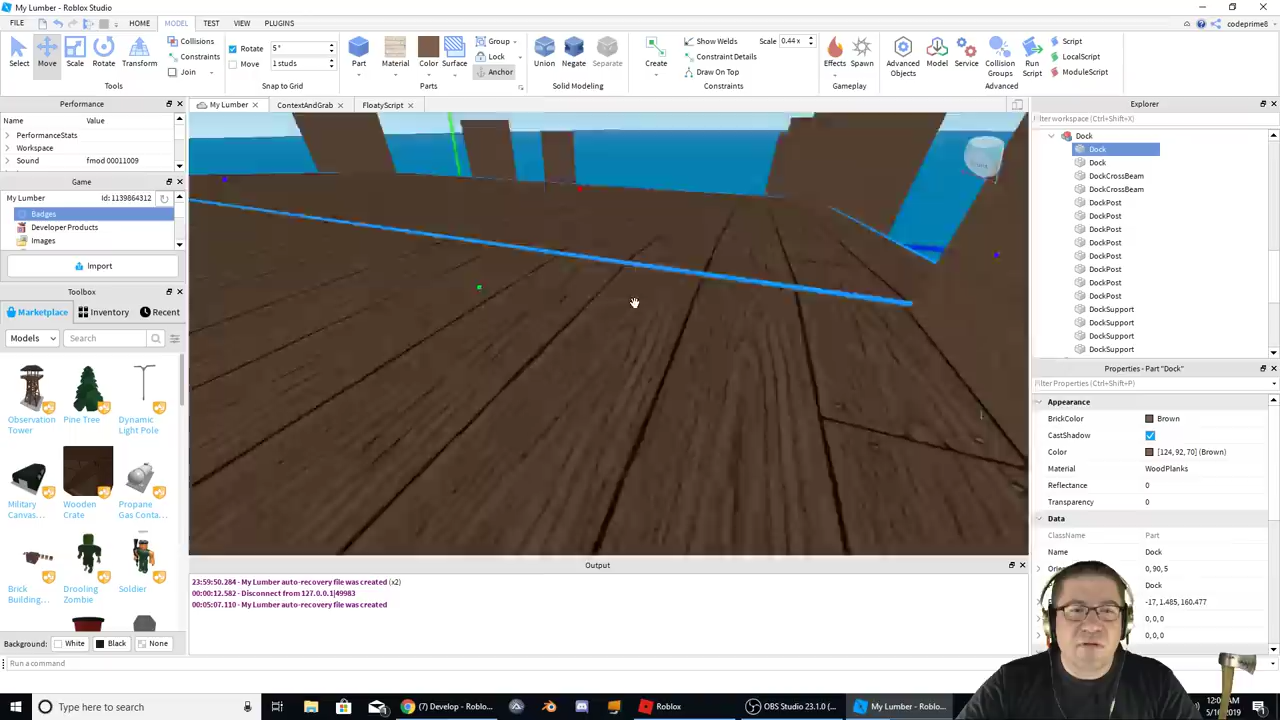 My Lumber - Roblox Studio
FILE HOME MODEL TEST VIEW PLUGINS codeprime8
Select Move Scale Rotate Transform
Collisions
Constraints
Join
Tools
Rotate 5°
Move 1 studs
Snap to Grid
Part Material Color Surface
Group
Lock
Anchor
Parts
Union Negate Separate
Solid Modeling
Create
Show Welds
Constraint Details
Draw On Top
Scale 0.44 x
Constraints
Effects Spawn
Gameplay
Advanced Objects
Model
Service
Collision Groups
Run Script
Script
LocalScript
ModuleScript
Advanced
Performance
Name Value
PerformanceStats
Workspace
Sound fmod 00011009
Game
My Lumber Id: 1139864312
Badges
Developer Products
Images
Import
Toolbox
Marketplace Inventory Recent
Models Search
Observation Tower
Pine Tree
Dynamic Light Pole
Military Canvas...
Wooden Crate
Propane Gas Conta...
Brick Building...
Drooling Zombie
Soldier
Background: White Black None
Run a command
My Lumber ContextAndGrab FloatyScript
Output
23:59:50.284 - My Lumber auto-recovery file was created (x2)
00:00:12.582 - Disconnect from 127.0.0.1|49983
00:05:07.110 - My Lumber auto-recovery file was created
Explorer
Filter workspace (Ctrl+Shift+X)
Dock
Dock
Dock
DockCrossBeam
DockCrossBeam
DockPost
DockPost
DockPost
DockPost
DockPost
DockPost
DockPost
DockPost
DockSupport
DockSupport
DockSupport
DockSupport
Properties - Part "Dock"
Filter Properties (Ctrl+Shift+P)
Appearance
BrickColor Brown
CastShadow
Color [124, 92, 70] (Brown)
Material WoodPlanks
Reflectance 0
Transparency 0
Data
ClassName Part
Name Dock
0, 90, 5
Dock
-17, 1.485, 160.477
0, 0, 0
0, 0, 0
Type here to search
(7) Develop - Roblo...
Roblox
OBS Studio 23.1.0 (...
My Lumber - Roblo...